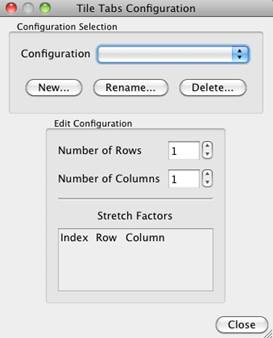 Tile Tabs Configuration
Configuration Selection
Configuration
New... Rename... Delete...
Edit Configuration
Number of Rows 1
Number of Columns 1
Stretch Factors
Index Row Column
Close